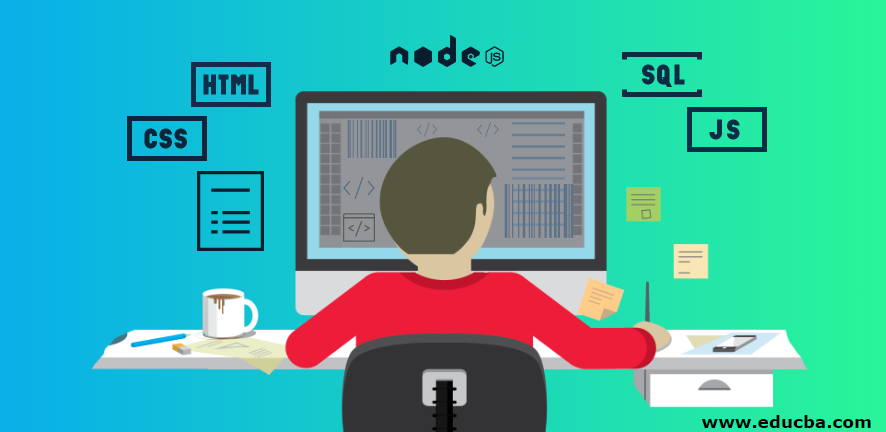 node
JS
HTML
SQL
CSS
JS
</>
</>
</>
</>
www.educba.com